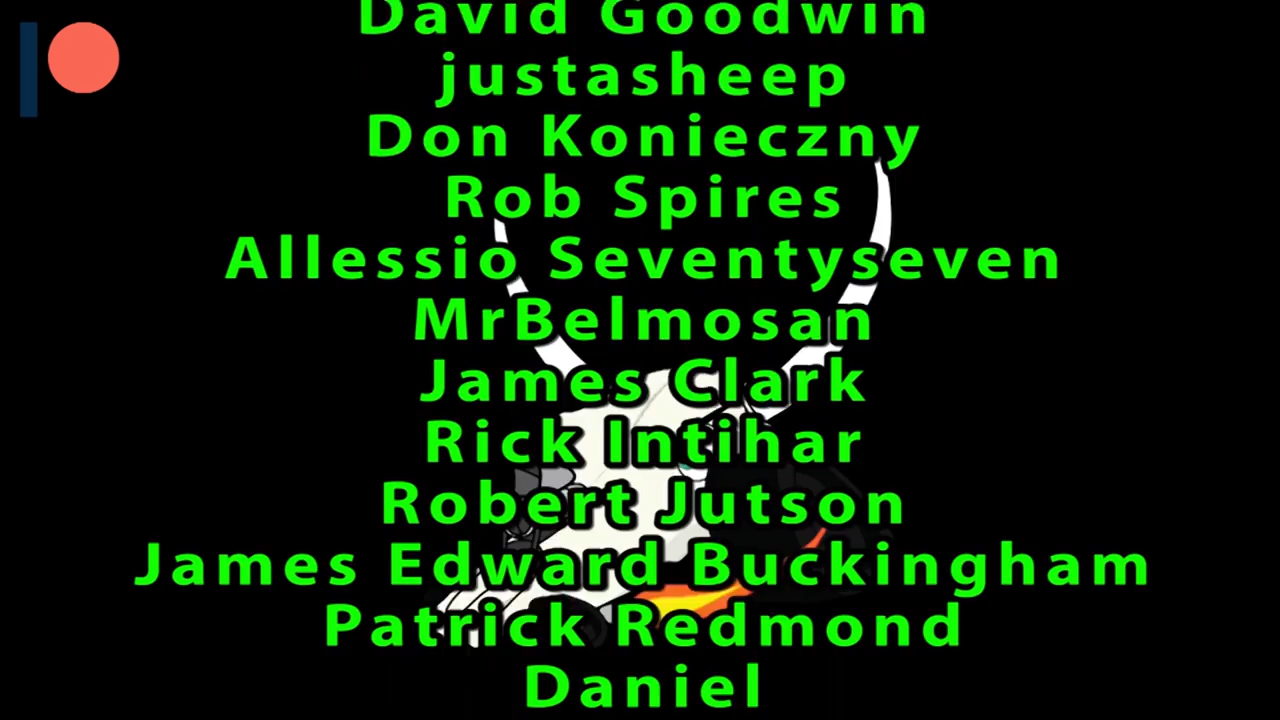 David Goodwin
justasheep
Don Konieczny
Rob Spires
Allessio Seventyseven
MrBelmosan
James Clark
Rick Intihar
Robert Jutson
James Edward Buckingham
Patrick Redmond
Daniel